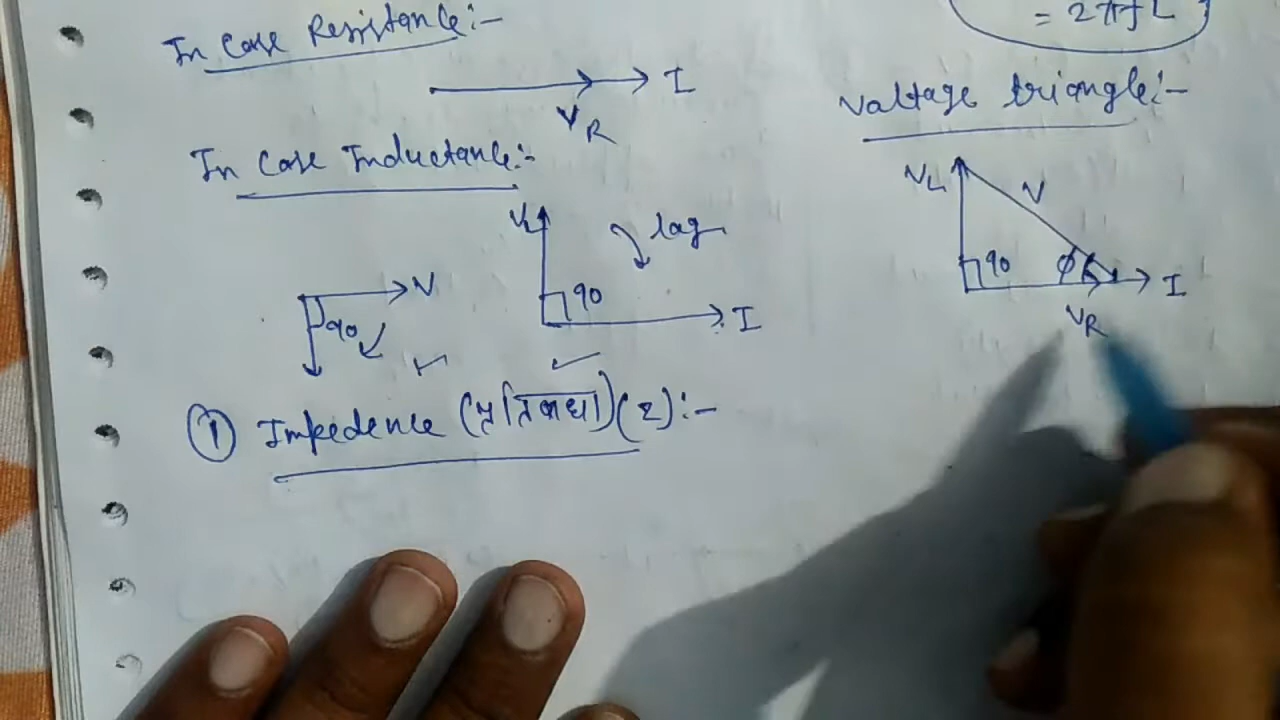 In Case Resistance:-
I
VR
In Case Inductance:-
VL
lag
90
I
V
90
① Impedence (प्रतिबाधा) (Z):-
= 2πfL
Voltage triangle:-
VL
V
90
φ
I
VR